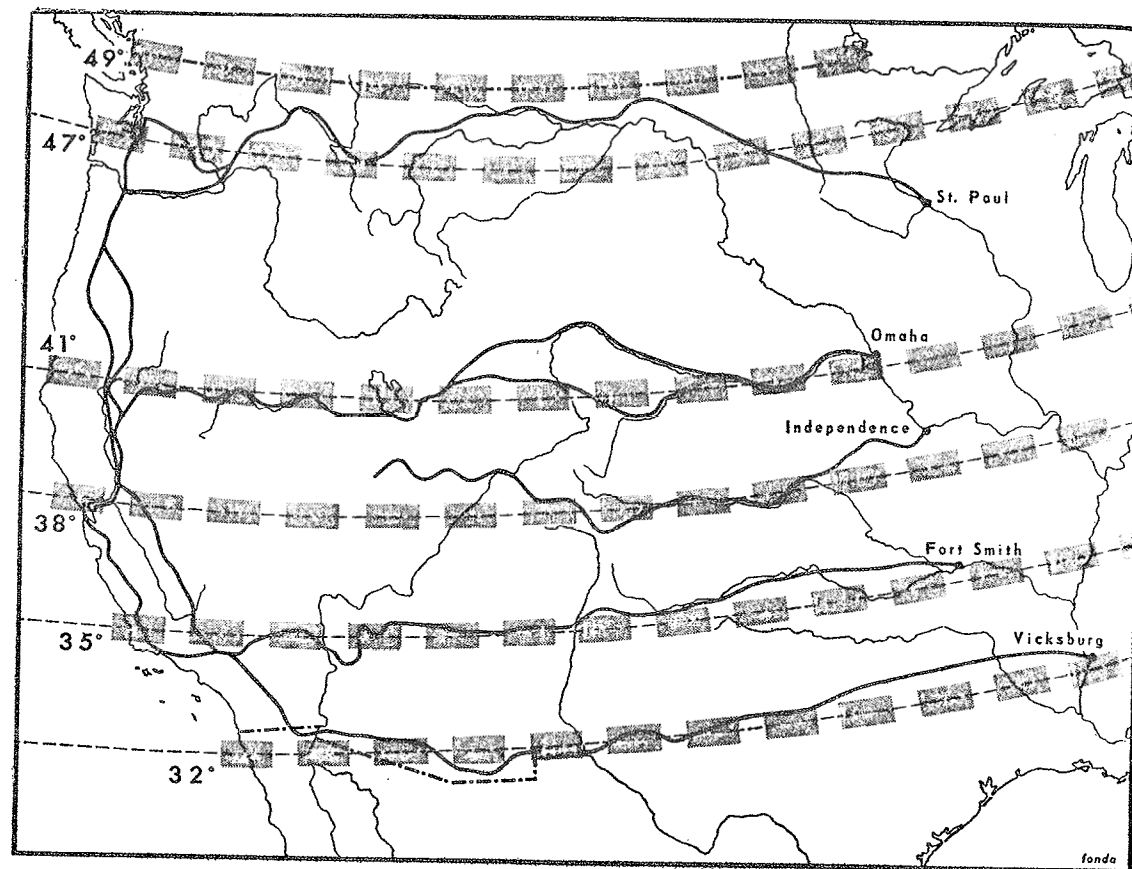 49°
47°
St. Paul
41°
Omaha
Independence
38°
Fort Smith
35°
Vicksburg
32°
fonda